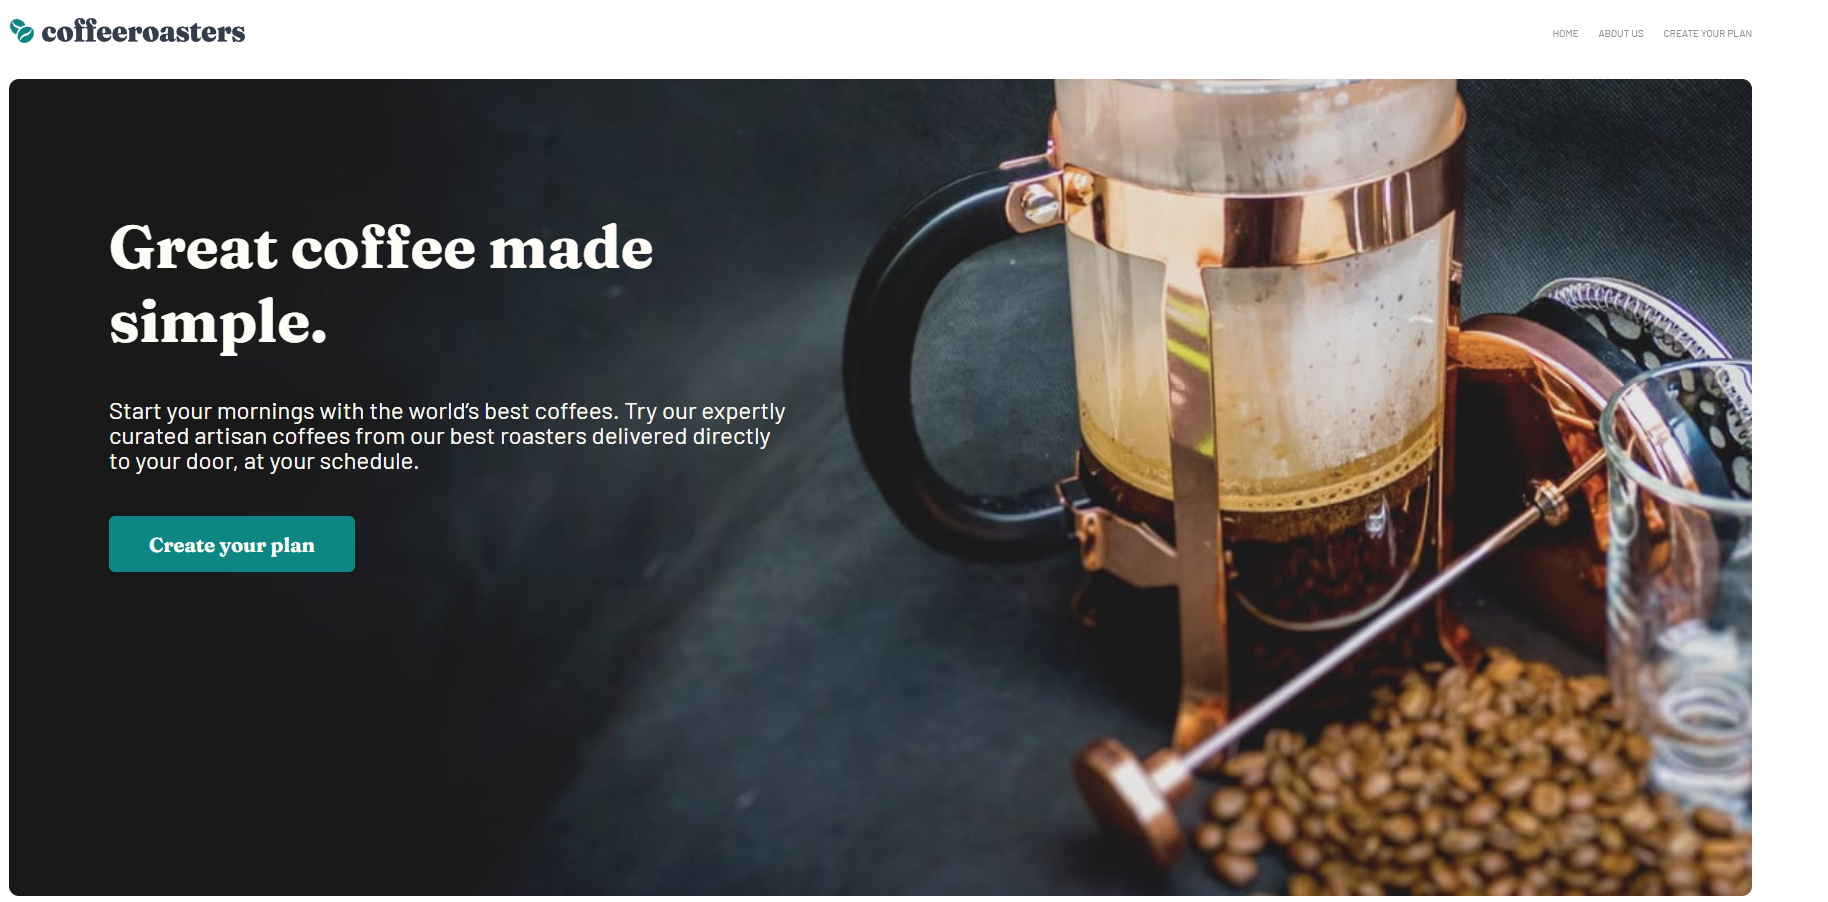 coffeeroasters
HOME ABOUT US CREATE YOUR PLAN
Great coffee made
simple.
Start your mornings with the world’s best coffees. Try our expertly
curated artisan coffees from our best roasters delivered directly
to your door, at your schedule.
Create your plan